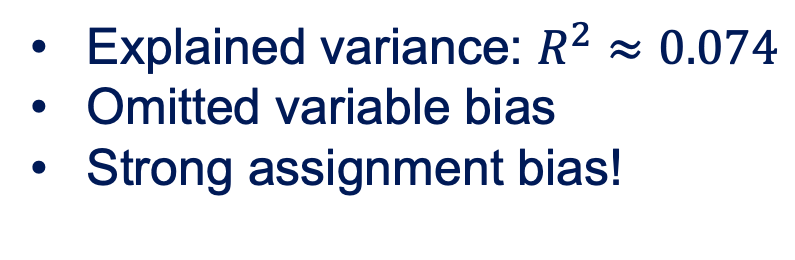 • Explained variance: R² ≈ 0.074
• Omitted variable bias
• Strong assignment bias!